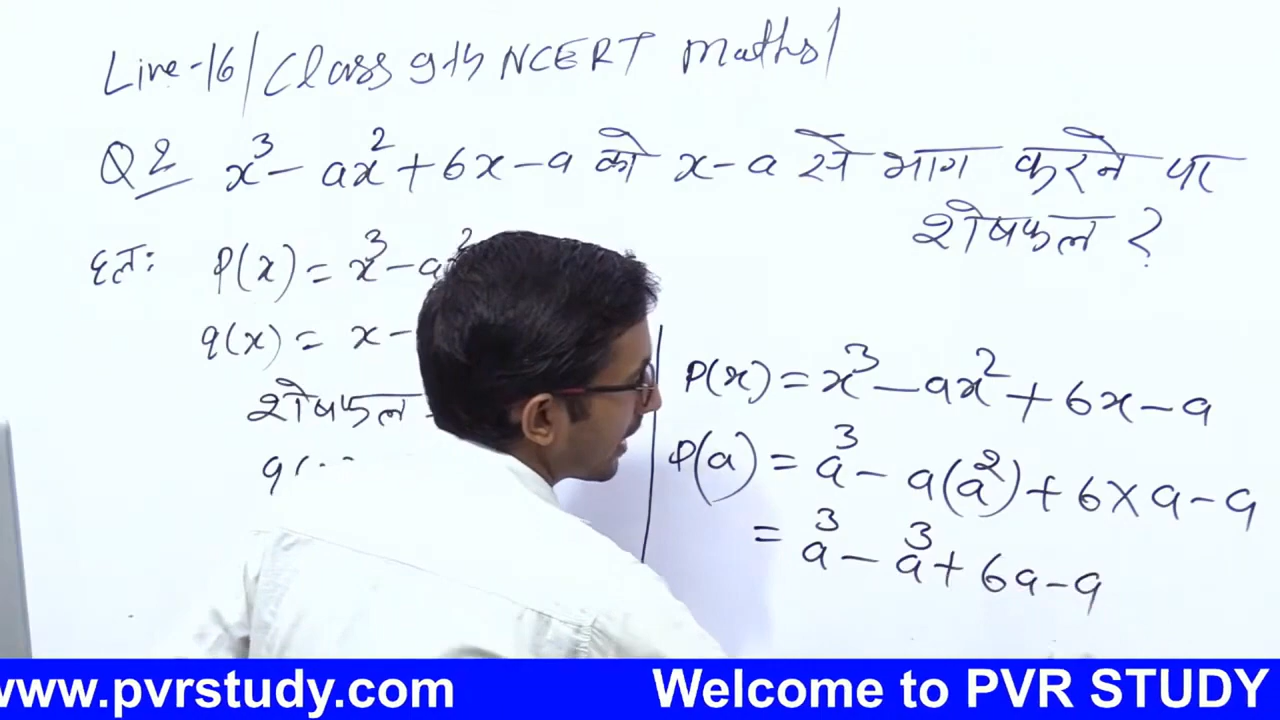 Live-16/Class 9th NCERT Maths/
Q2 x³ - ax² + 6x - a को x - a से भाग करने पर
शेषफल ?
हल: P(x) = x³ - ax²
q(x) = x -
शेषफल
P(x) = x³ - ax² + 6x - a
P(a) = a³ - a(a²) + 6 × a - a
= a³ - a³ + 6a - a
www.pvrstudy.com Welcome to PVR STUDY